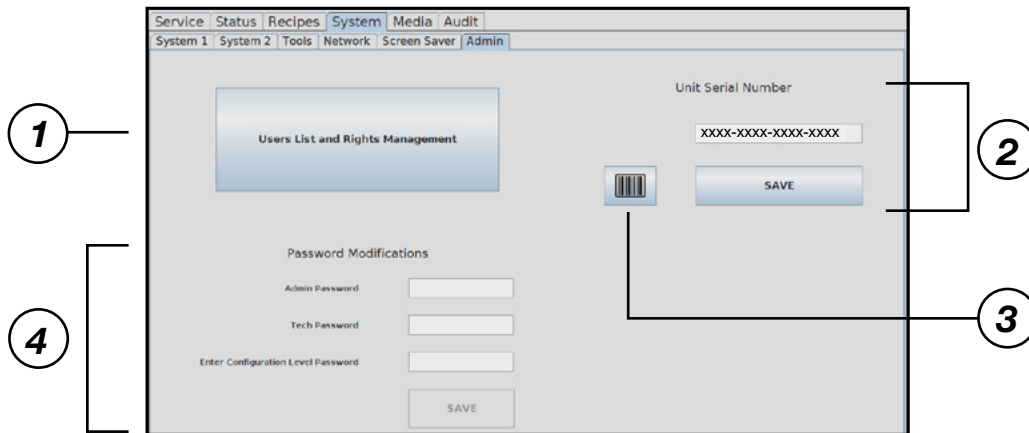 Service Status Recipes System Media Audit
System 1 System 2 Tools Network Screen Saver Admin
Unit Serial Number
1
Users List and Rights Management
XXXX-XXXX-XXXX-XXXX
2
SAVE
Password Modifications
Admin Password
3
Tech Password
4
Enter Configuration Level Password
SAVE